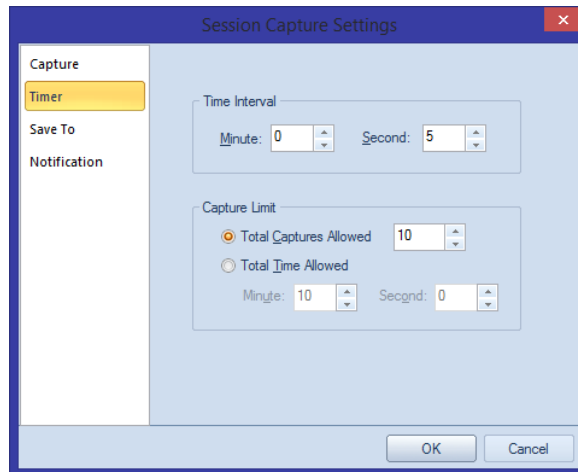 Session Capture Settings
Capture
Timer
Save To
Notification
Time Interval
Minute: 0 Second: 5
Capture Limit
Total Captures Allowed 10
Total Time Allowed
Minute: 10 Second: 0
OK Cancel